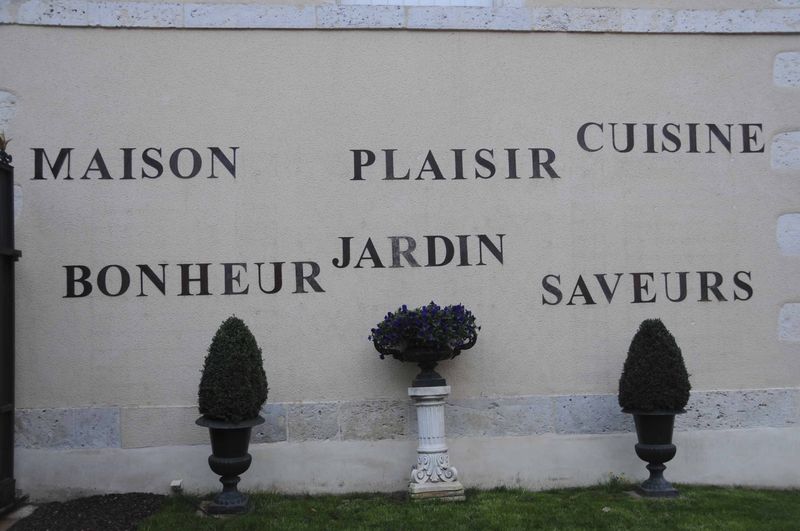 MAISON PLAISIR CUISINE
BONHEUR JARDIN SAVEURS